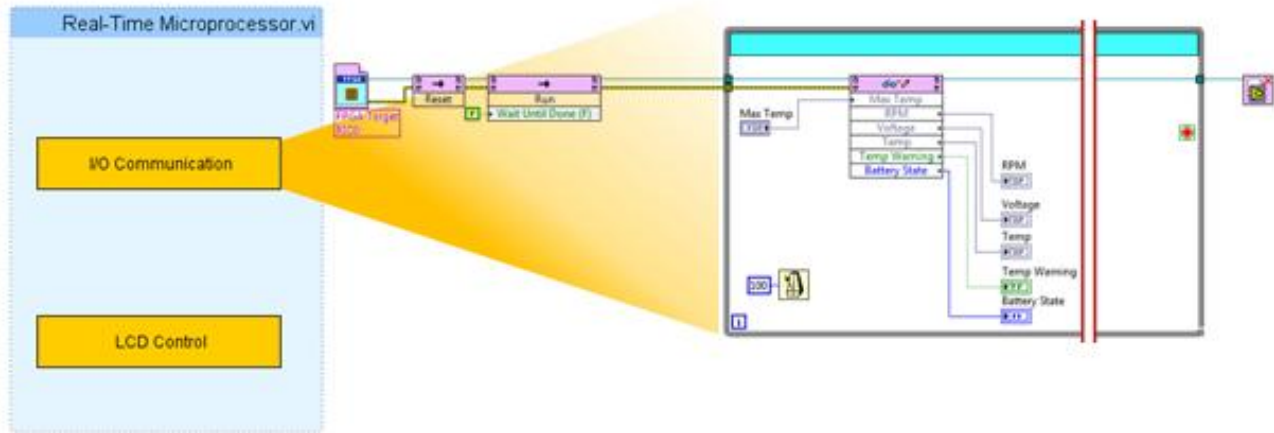 Real-Time Microprocessor.vi
I/O Communication
LCD Control
FPGA Target
Reset
Run
Wait Until Done (F)
F
Max Temp
Max Temp
RPM
Voltage
Temp
Temp Warning
Battery State
RPM
Voltage
Temp
Temp Warning
Battery State
100
i